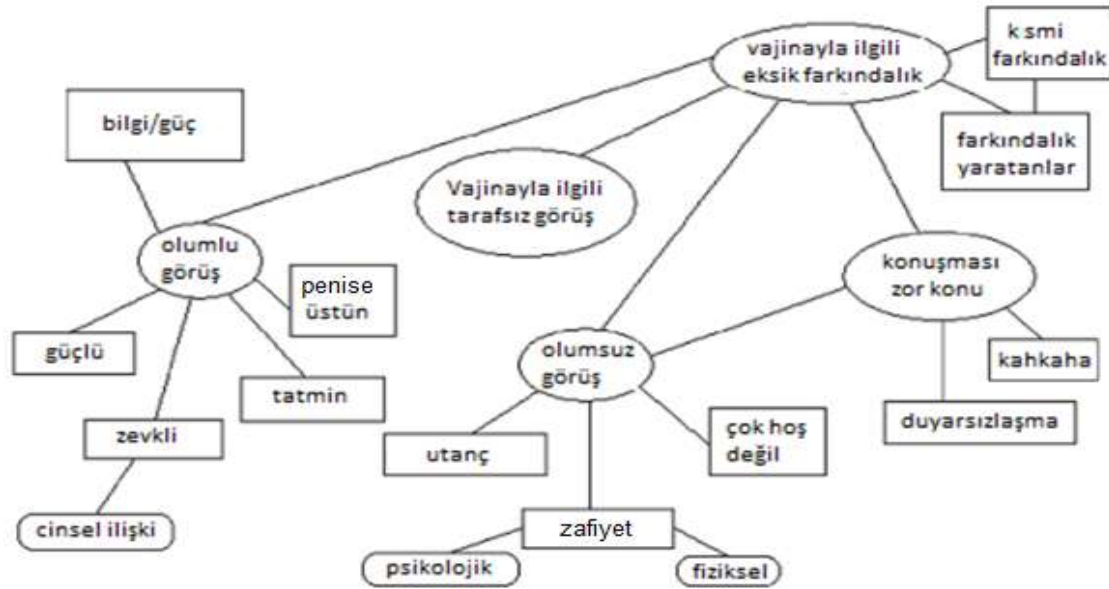 vajinayla ilgili
eksik farkındalık
k smi
farkındalık
farkındalık
yaratanlar
bilgi/güç
Vajinayla ilgili
tarafsız görüş
olumlu
görüş
penise
üstün
güçlü
tatmin
zevkli
cinsel ilişki
konuşması
zor konu
kahkaha
duyarsızlaşma
olumsuz
görüş
utanç
çok hoş
değil
zafiyet
psikolojik
fiziksel